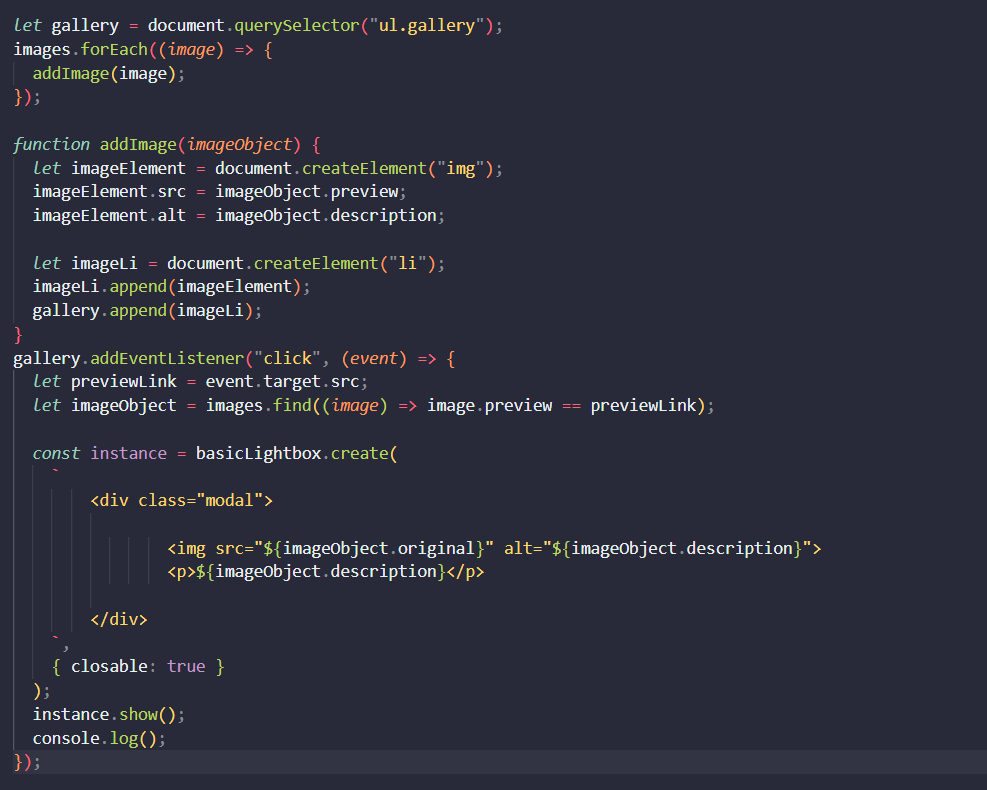 let gallery = document.querySelector("ul.gallery");
images.forEach((image) => {
  addImage(image);
});

function addImage(imageObject) {
  let imageElement = document.createElement("img");
  imageElement.src = imageObject.preview;
  imageElement.alt = imageObject.description;

  let imageLi = document.createElement("li");
  imageLi.append(imageElement);
  gallery.append(imageLi);
}
gallery.addEventListener("click", (event) => {
  let previewLink = event.target.src;
  let imageObject = images.find((image) => image.preview == previewLink);

  const instance = basicLightbox.create(
    `
        <div class="modal">

                <img src="${imageObject.original}" alt="${imageObject.description}">
                <p>${imageObject.description}</p>

        </div>
    `,
    { closable: true }
  );
  instance.show();
  console.log();
});